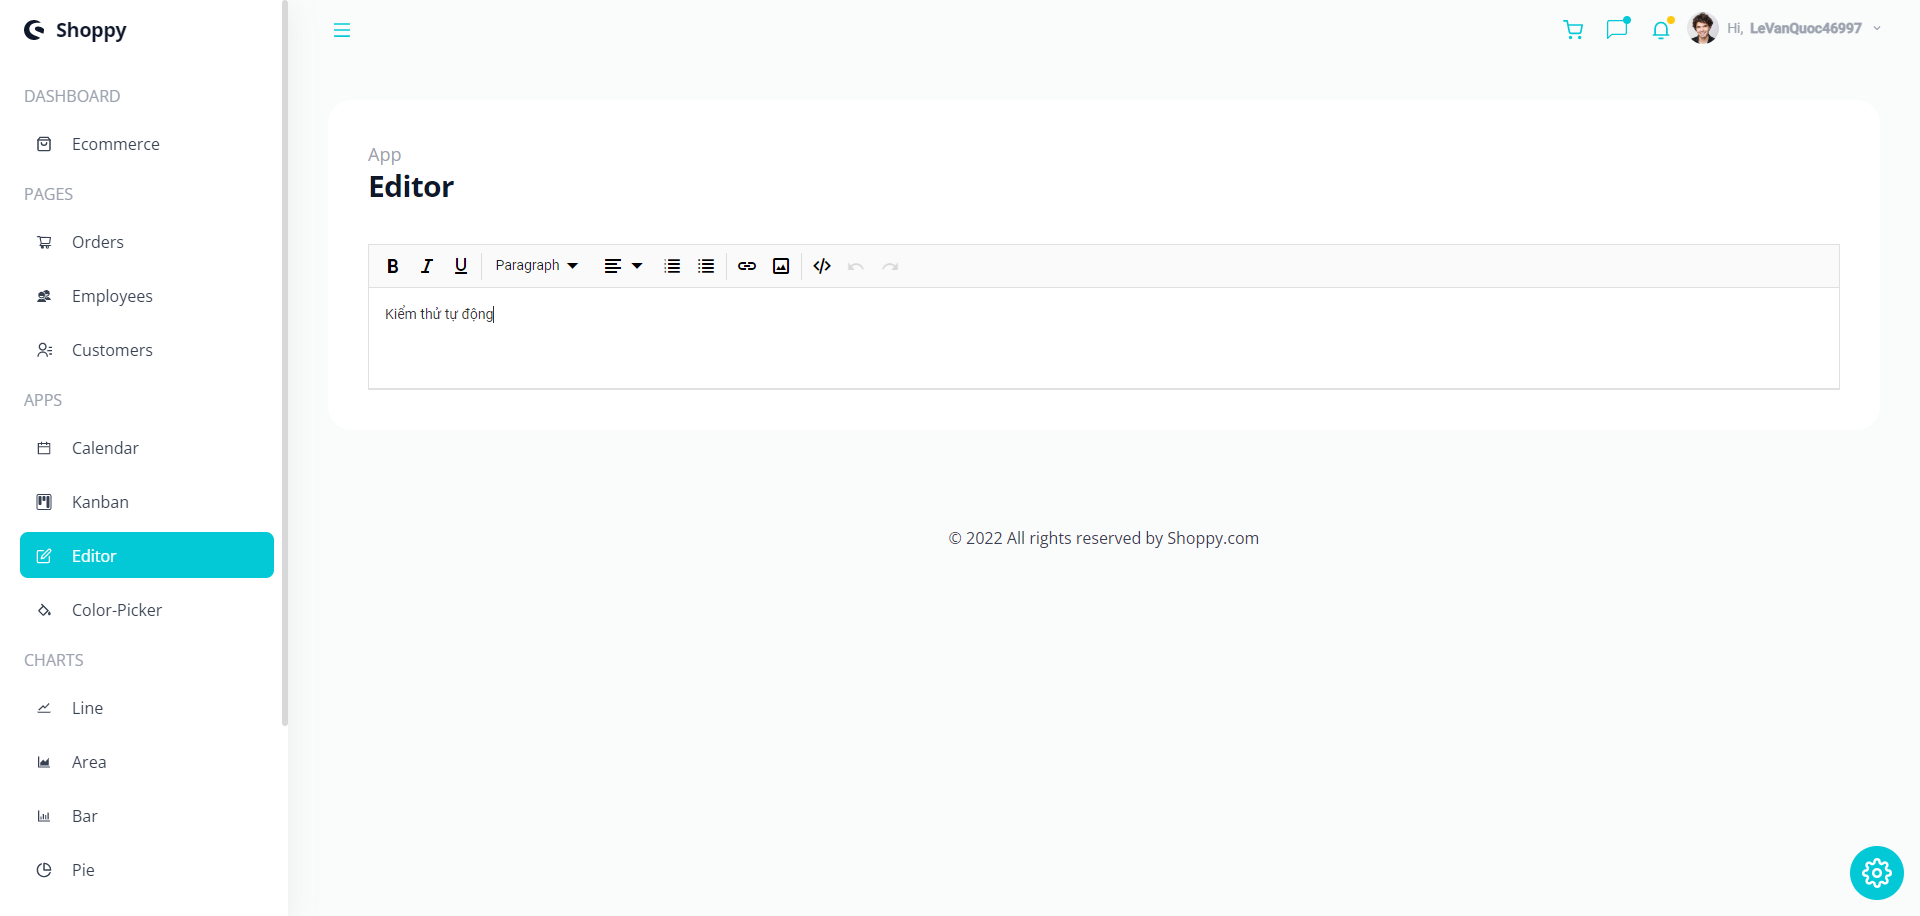 Shoppy
Hi, LeVanQuoc46997
DASHBOARD
Ecommerce
PAGES
Orders
Employees
Customers
APPS
Calendar
Kanban
Editor
Color-Picker
CHARTS
Line
Area
Bar
Pie
App
Editor
B I U Paragraph
Kiểm thử tự động
© 2022 All rights reserved by Shoppy.com